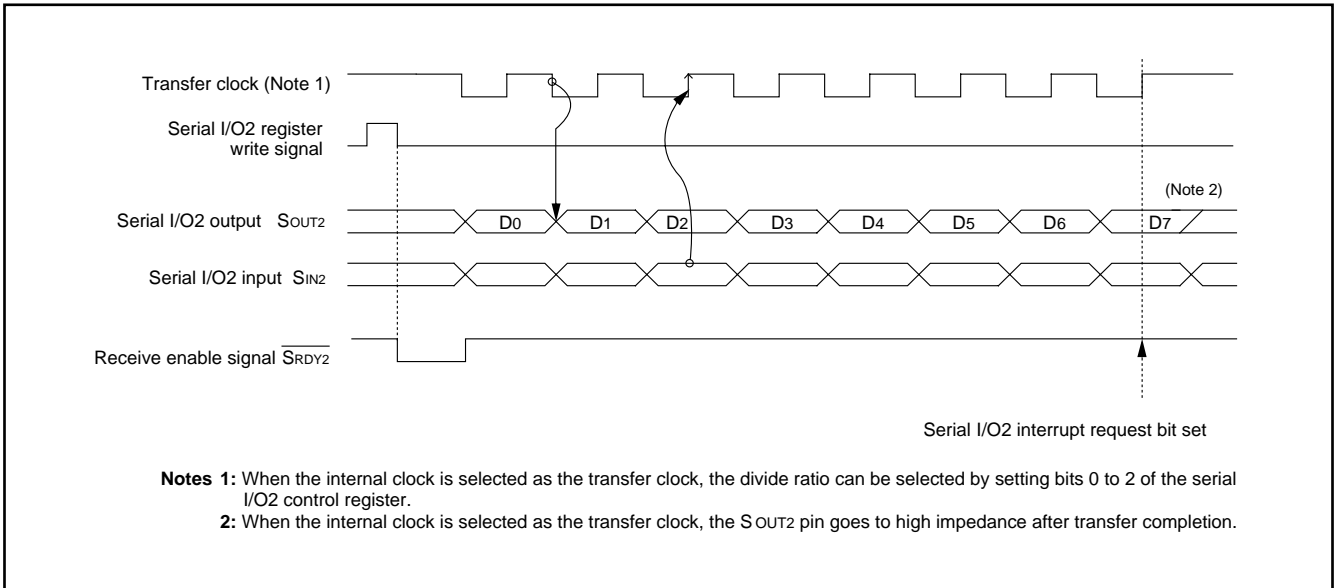 Transfer clock (Note 1)
Serial I/O2 register
write signal
(Note 2)
Serial I/O2 output SOUT2
D0 D1 D2 D3 D4 D5 D6 D7
Serial I/O2 input SIN2
Receive enable signal SRDY2
Serial I/O2 interrupt request bit set
Notes 1: When the internal clock is selected as the transfer clock, the divide ratio can be selected by setting bits 0 to 2 of the serial
I/O2 control register.
2: When the internal clock is selected as the transfer clock, the SOUT2 pin goes to high impedance after transfer completion.